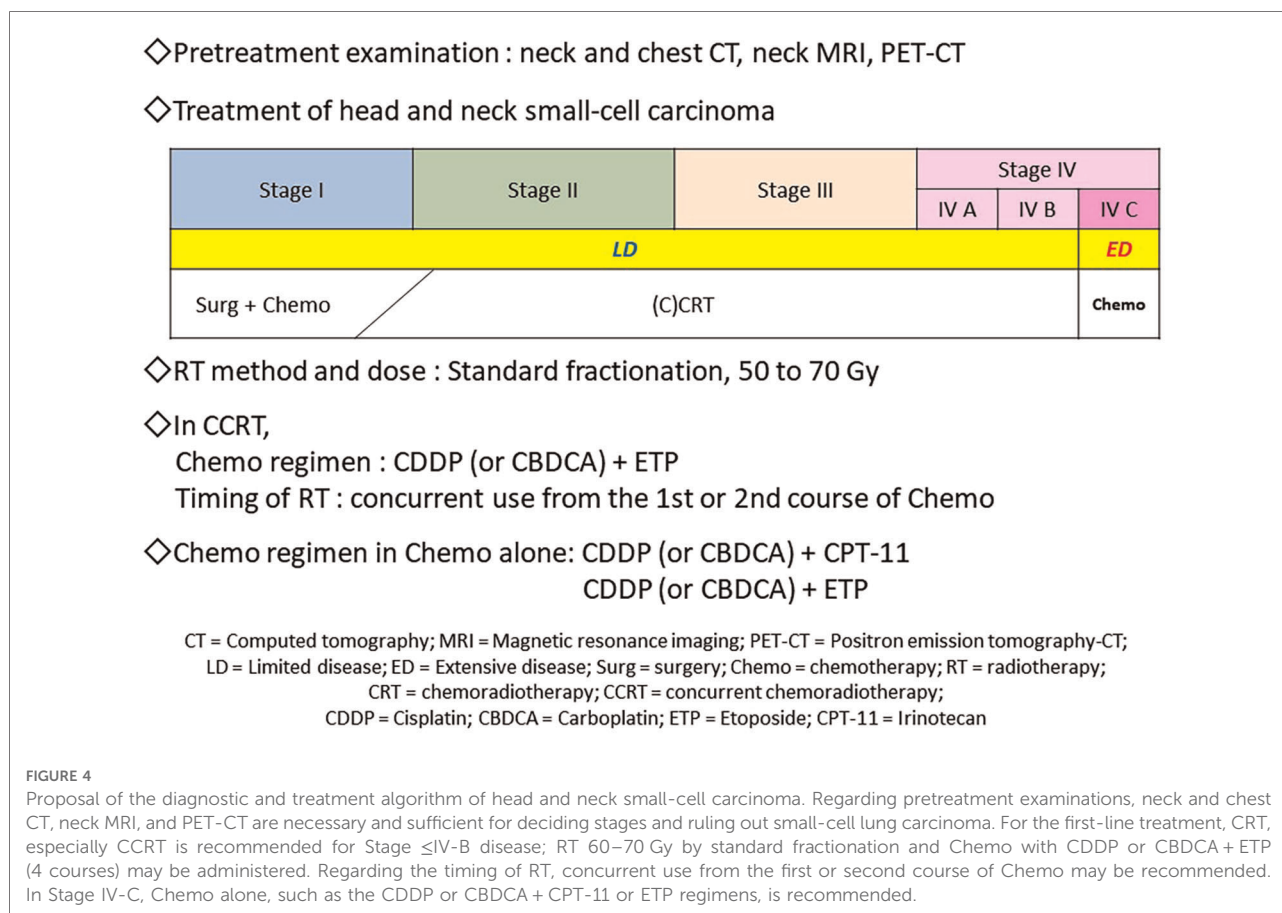 ◇Pretreatment examination : neck and chest CT, neck MRI, PET-CT
◇Treatment of head and neck small-cell carcinoma
Stage I
Stage II
Stage III
Stage IV
IV A
IV B
IV C
LD
ED
Surg + Chemo
(C)CRT
Chemo
◇RT method and dose : Standard fractionation, 50 to 70 Gy
◇In CCRT,
Chemo regimen : CDDP (or CBDCA) + ETP
Timing of RT : concurrent use from the 1st or 2nd course of Chemo
◇Chemo regimen in Chemo alone: CDDP (or CBDCA) + CPT-11
CDDP (or CBDCA) + ETP
CT = Computed tomography; MRI = Magnetic resonance imaging; PET-CT = Positron emission tomography-CT;
LD = Limited disease; ED = Extensive disease; Surg = surgery; Chemo = chemotherapy; RT = radiotherapy;
CRT = chemoradiotherapy; CCRT = concurrent chemoradiotherapy;
CDDP = Cisplatin; CBDCA = Carboplatin; ETP = Etoposide; CPT-11 = Irinotecan
FIGURE 4
Proposal of the diagnostic and treatment algorithm of head and neck small-cell carcinoma. Regarding pretreatment examinations, neck and chest
CT, neck MRI, and PET-CT are necessary and sufficient for deciding stages and ruling out small-cell lung carcinoma. For the first-line treatment, CRT,
especially CCRT is recommended for Stage ≤IV-B disease; RT 60–70 Gy by standard fractionation and Chemo with CDDP or CBDCA + ETP
(4 courses) may be administered. Regarding the timing of RT, concurrent use from the first or second course of Chemo may be recommended.
In Stage IV-C, Chemo alone, such as the CDDP or CBDCA + CPT-11 or ETP regimens, is recommended.